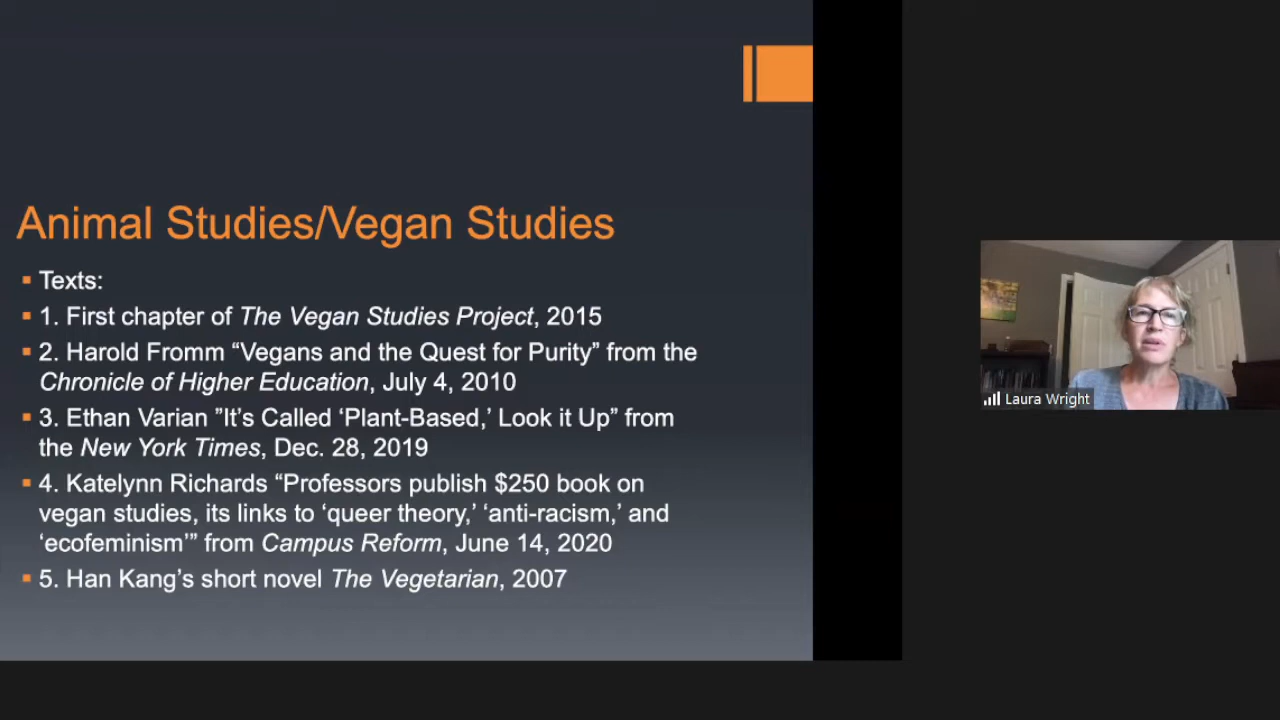 Animal Studies/Vegan Studies
Texts:
1. First chapter of The Vegan Studies Project, 2015
2. Harold Fromm “Vegans and the Quest for Purity” from the
Chronicle of Higher Education, July 4, 2010
3. Ethan Varian ”It’s Called ‘Plant-Based,’ Look it Up” from
the New York Times, Dec. 28, 2019
4. Katelynn Richards “Professors publish $250 book on
vegan studies, its links to ‘queer theory,’ ‘anti-racism,’ and
‘ecofeminism’” from Campus Reform, June 14, 2020
5. Han Kang’s short novel The Vegetarian, 2007
Laura Wright